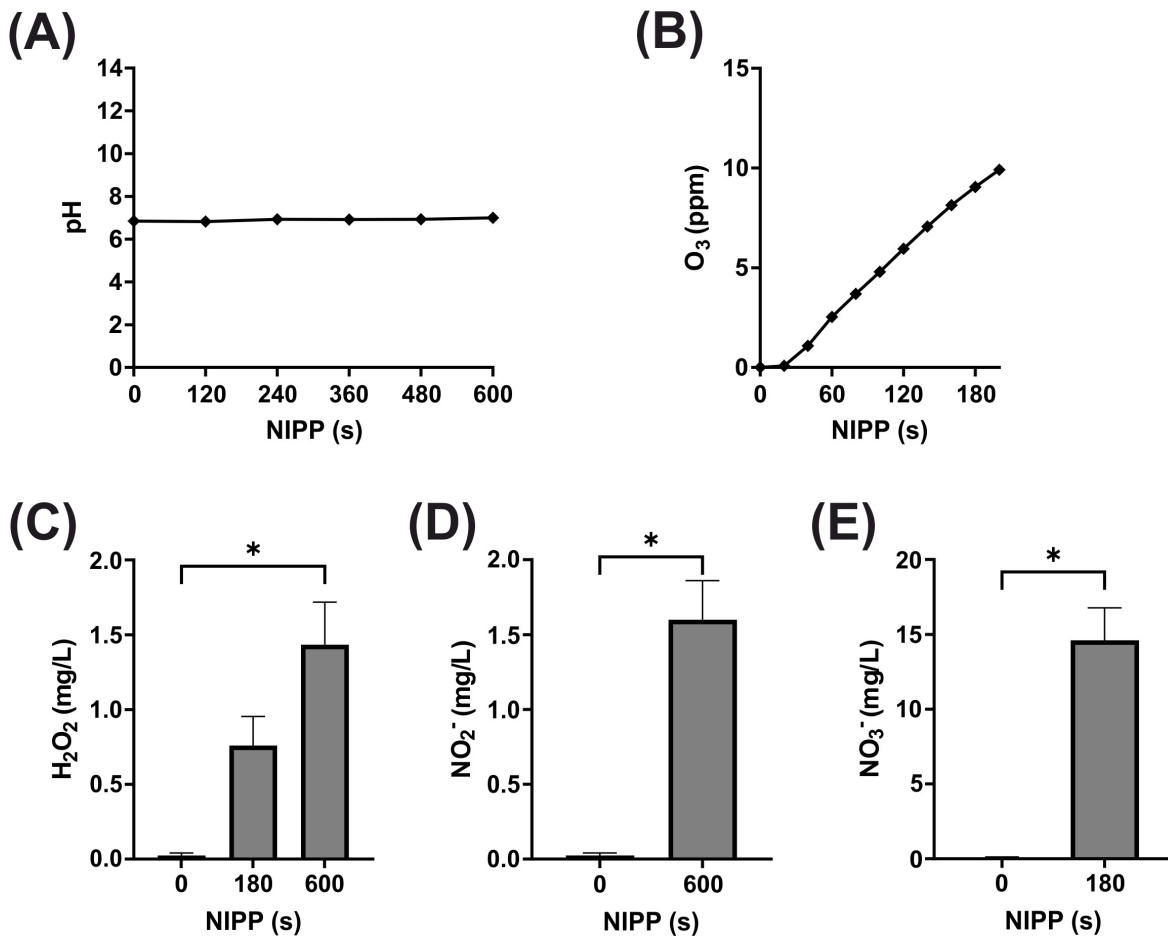 (A)
14
12
10
8
6
4
2
0
pH
0 120 240 360 480 600
NIPP (s)
(B)
15
10
5
0
O₃ (ppm)
0 60 120 180
NIPP (s)
(C)
*
2.0
1.5
1.0
0.5
0.0
H₂O₂ (mg/L)
0 180 600
NIPP (s)
(D)
*
2.0
1.5
1.0
0.5
0.0
NO₂⁻ (mg/L)
0 600
NIPP (s)
(E)
*
20
15
10
5
0
NO₃⁻ (mg/L)
0 180
NIPP (s)